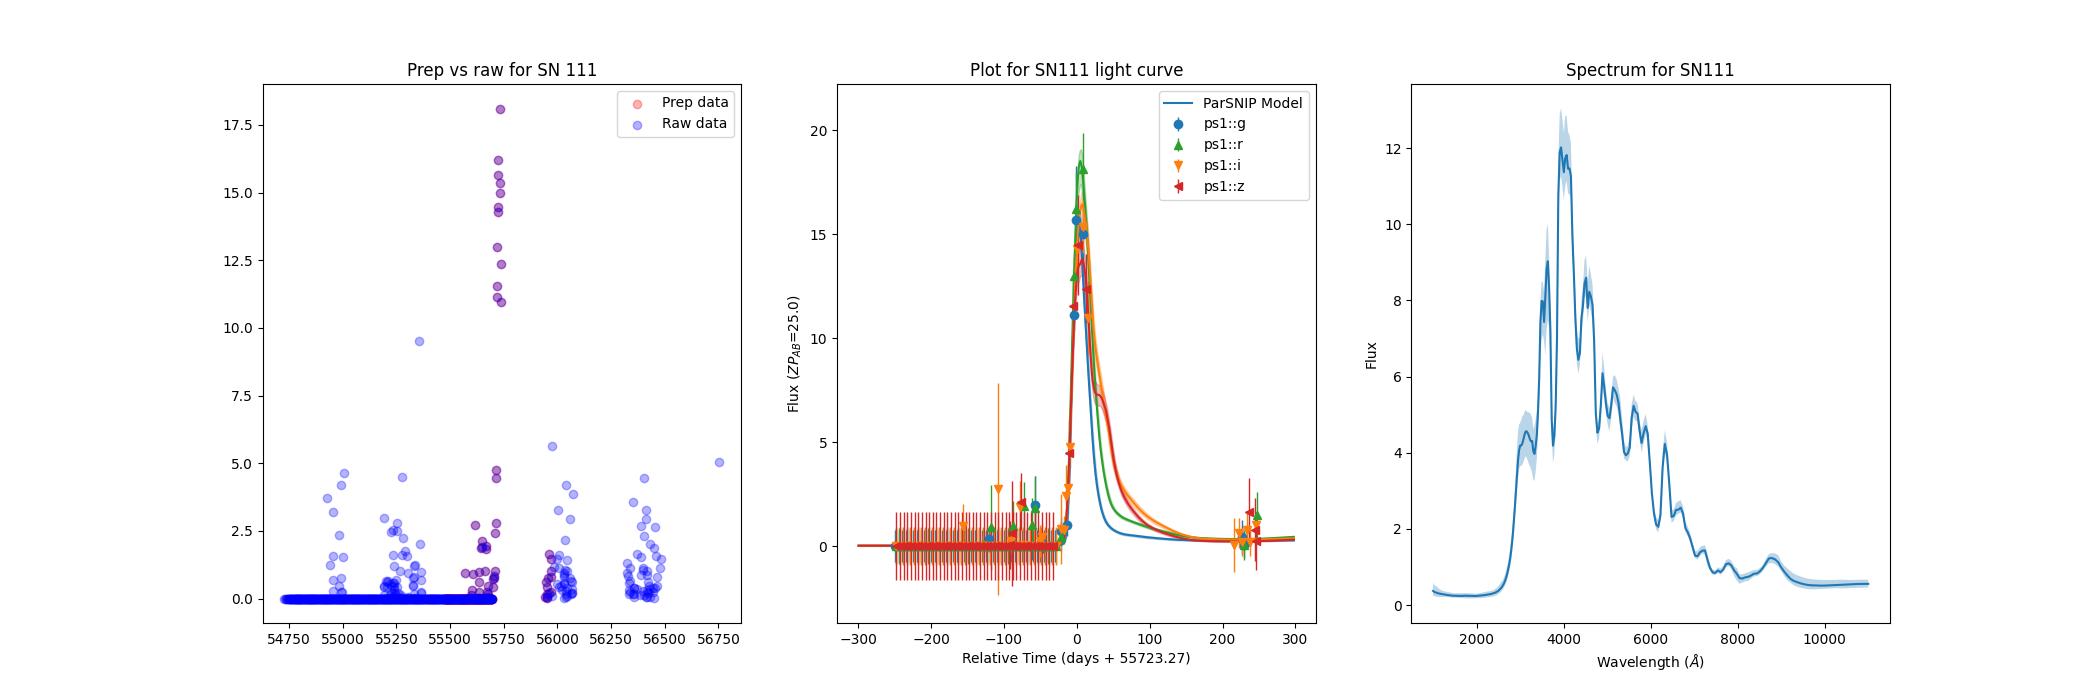 Prep vs raw for SN 111
Prep data
Raw data
17.5
15.0
12.5
10.0
7.5
5.0
2.5
0.0
54750 55000 55250 55500 55750 56000 56250 56500 56750
Plot for SN111 light curve
ParSNIP Model
ps1::g
ps1::r
ps1::i
ps1::z
Flux (ZP_AB=25.0)
20
15
10
5
0
−300 −200 −100 0 100 200 300
Relative Time (days + 55723.27)
Spectrum for SN111
Flux
12
10
8
6
4
2
0
2000 4000 6000 8000 10000
Wavelength (Å)